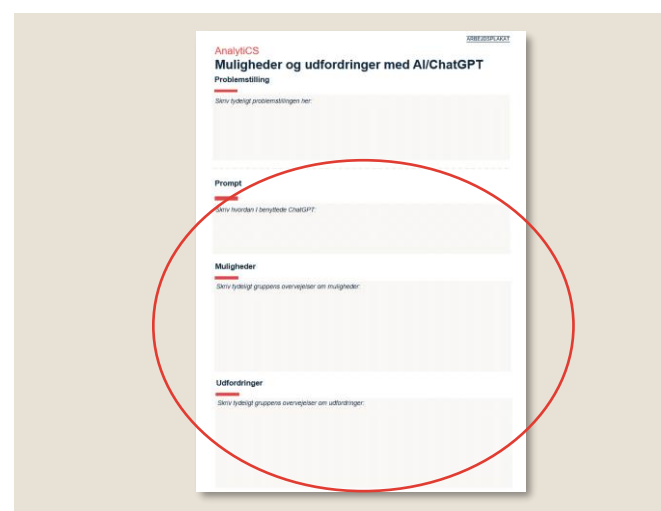 ARBEJDSPLAKAT
AnalytiCS
Muligheder og udfordringer med AI/ChatGPT
Problemstilling
Skriv tydeligt problemstillingen her:
Prompt
Skriv hvordan I benyttede ChatGPT:
Muligheder
Skriv tydeligt gruppens overvejelser om muligheder:
Udfordringer
Skriv tydeligt gruppens overvejelser om udfordringer: